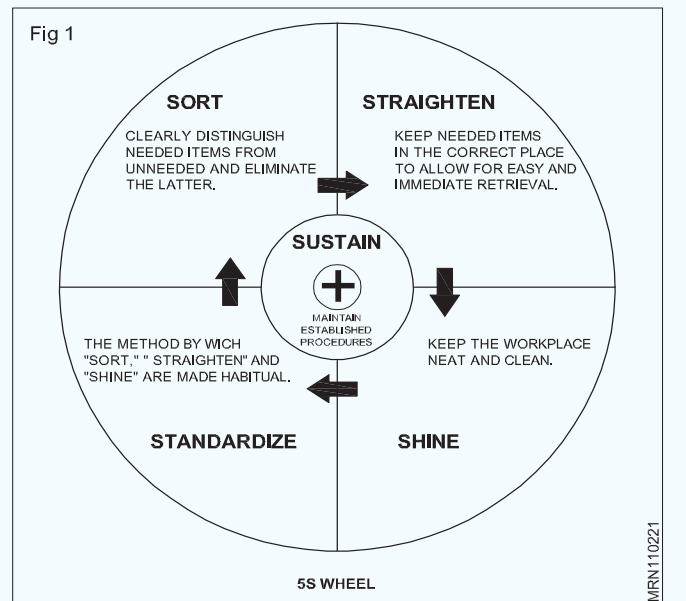 Fig 1
SORT
CLEARLY DISTINGUISH
NEEDED ITEMS FROM
UNNEEDED AND ELIMINATE
THE LATTER.
STRAIGHTEN
KEEP NEEDED ITEMS
IN THE CORRECT PLACE
TO ALLOW FOR EASY AND
IMMEDIATE RETRIEVAL.
SUSTAIN
MAINTAIN
ESTABLISHED
PROCEDURES
THE METHOD BY WICH
"SORT," " STRAIGHTEN" AND
"SHINE" ARE MADE HABITUAL.
STANDARDIZE
KEEP THE WORKPLACE
NEAT AND CLEAN.
SHINE
5S WHEEL
MRN110221